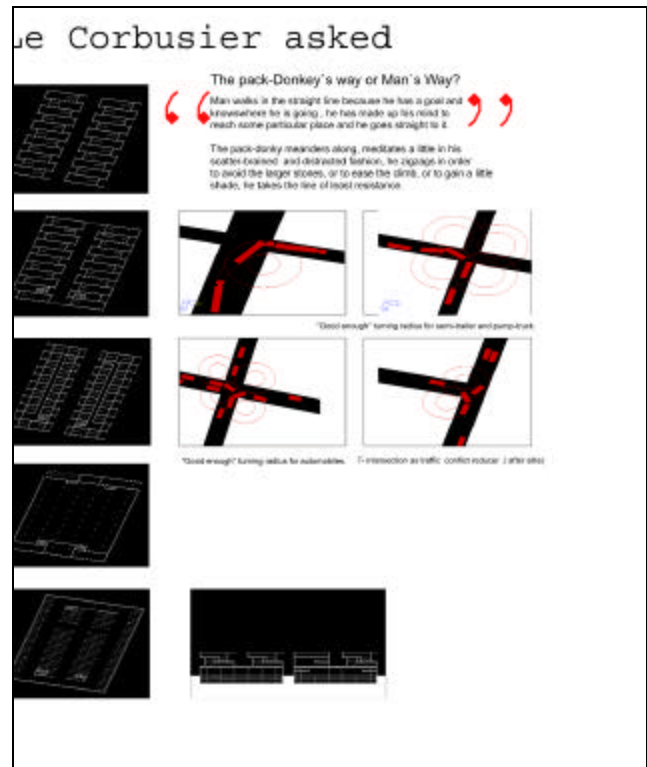 Le Corbusier asked
The pack-Donkey's way or Man's Way?
Man walks in the straight line because he has a goal and
knowswhere he is going , he has made up his mind to
reach some particular place and he goes straight to it.
The pack-donky meanders along, meditates a little in his
scatter-brained and distracted fashion, he zigzags in order
to avoid the larger stones, or to ease the climb, or to gain a little
shade, he takes the line of least resistance.
"Good enough" turning radius for semi-trailer and pump-truck
"Good enough" turning radius for automobiles
T- intersection as traffic conflict reducer ( after